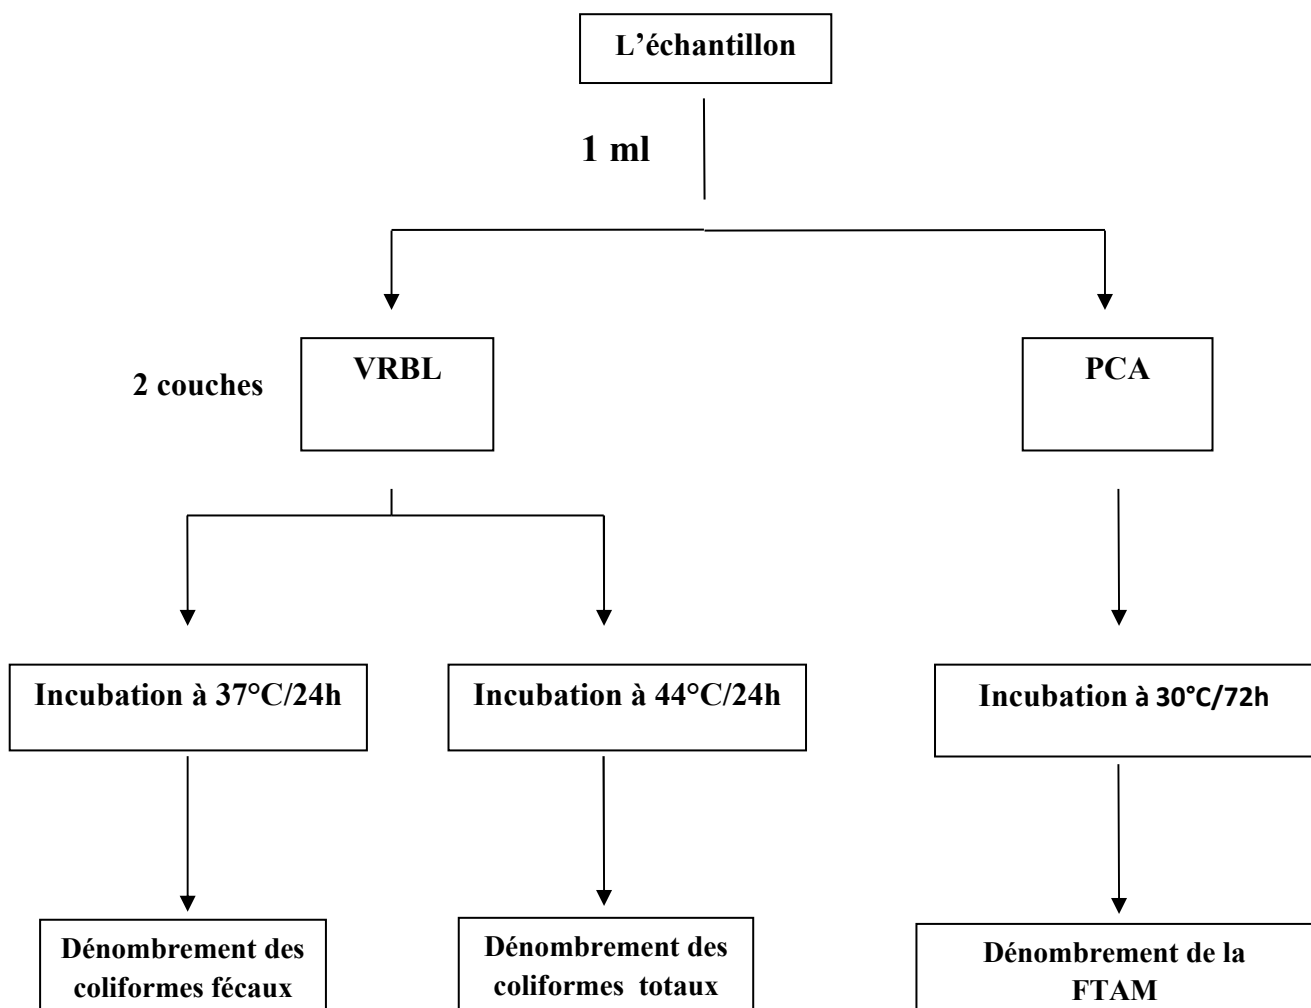 L’échantillon
1 ml
2 couches
VRBL
PCA
Incubation à 37°C/24h
Incubation à 44°C/24h
Incubation à 30°C/72h
Dénombrement des
coliformes fécaux
Dénombrement des
coliformes totaux
Dénombrement de la
FTAM